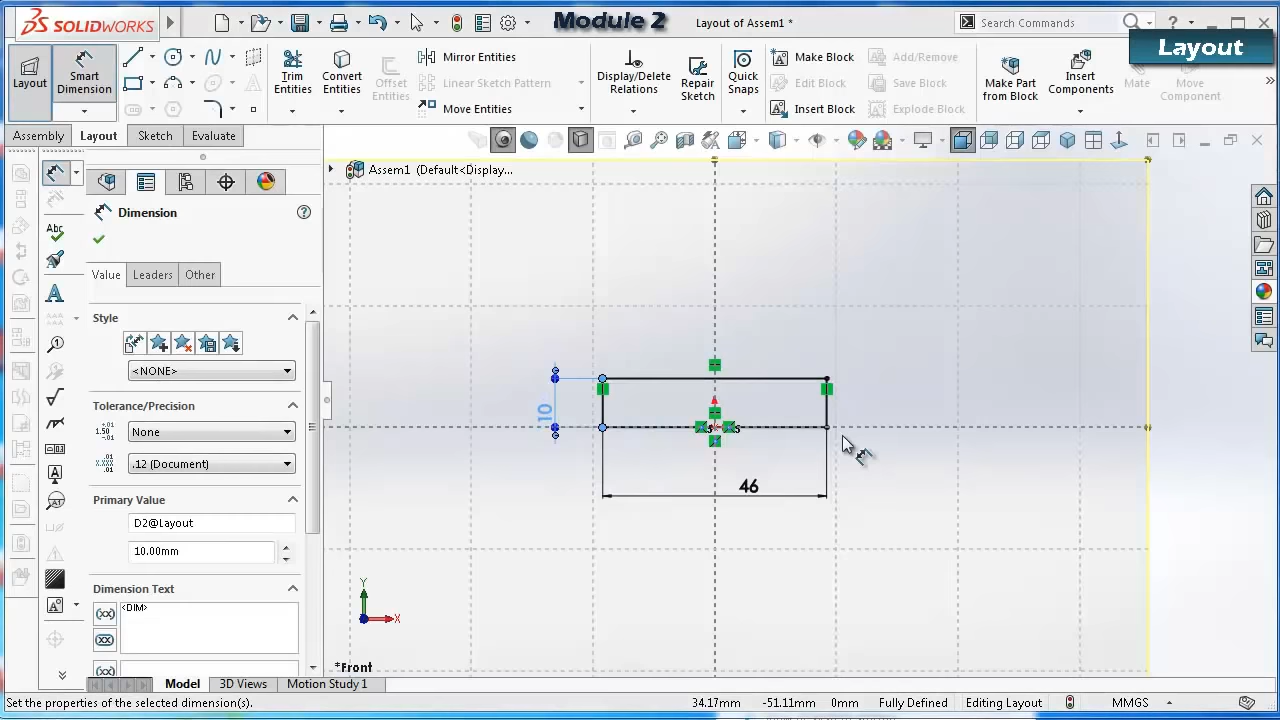 SOLIDWORKS
Module 2
Layout of Assem1 *
Search Commands
Layout
Layout
Smart Dimension
Trim Entities
Convert Entities
Offset Entities
Mirror Entities
Linear Sketch Pattern
Move Entities
Display/Delete Relations
Repair Sketch
Quick Snaps
Make Block
Edit Block
Insert Block
Add/Remove
Save Block
Explode Block
Make Part from Block
Insert Components
Mate
Move Component
Assembly
Layout
Sketch
Evaluate
Assem1 (Default<Display...
Dimension
Value
Leaders
Other
Style
<NONE>
Tolerance/Precision
None
.12 (Document)
Primary Value
D2@Layout
10.00mm
Dimension Text
<DIM>
10
46
Y
X
*Front
Model
3D Views
Motion Study 1
Set the properties of the selected dimension(s).
34.17mm
-51.11mm
0mm
Fully Defined
Editing Layout
MMGS